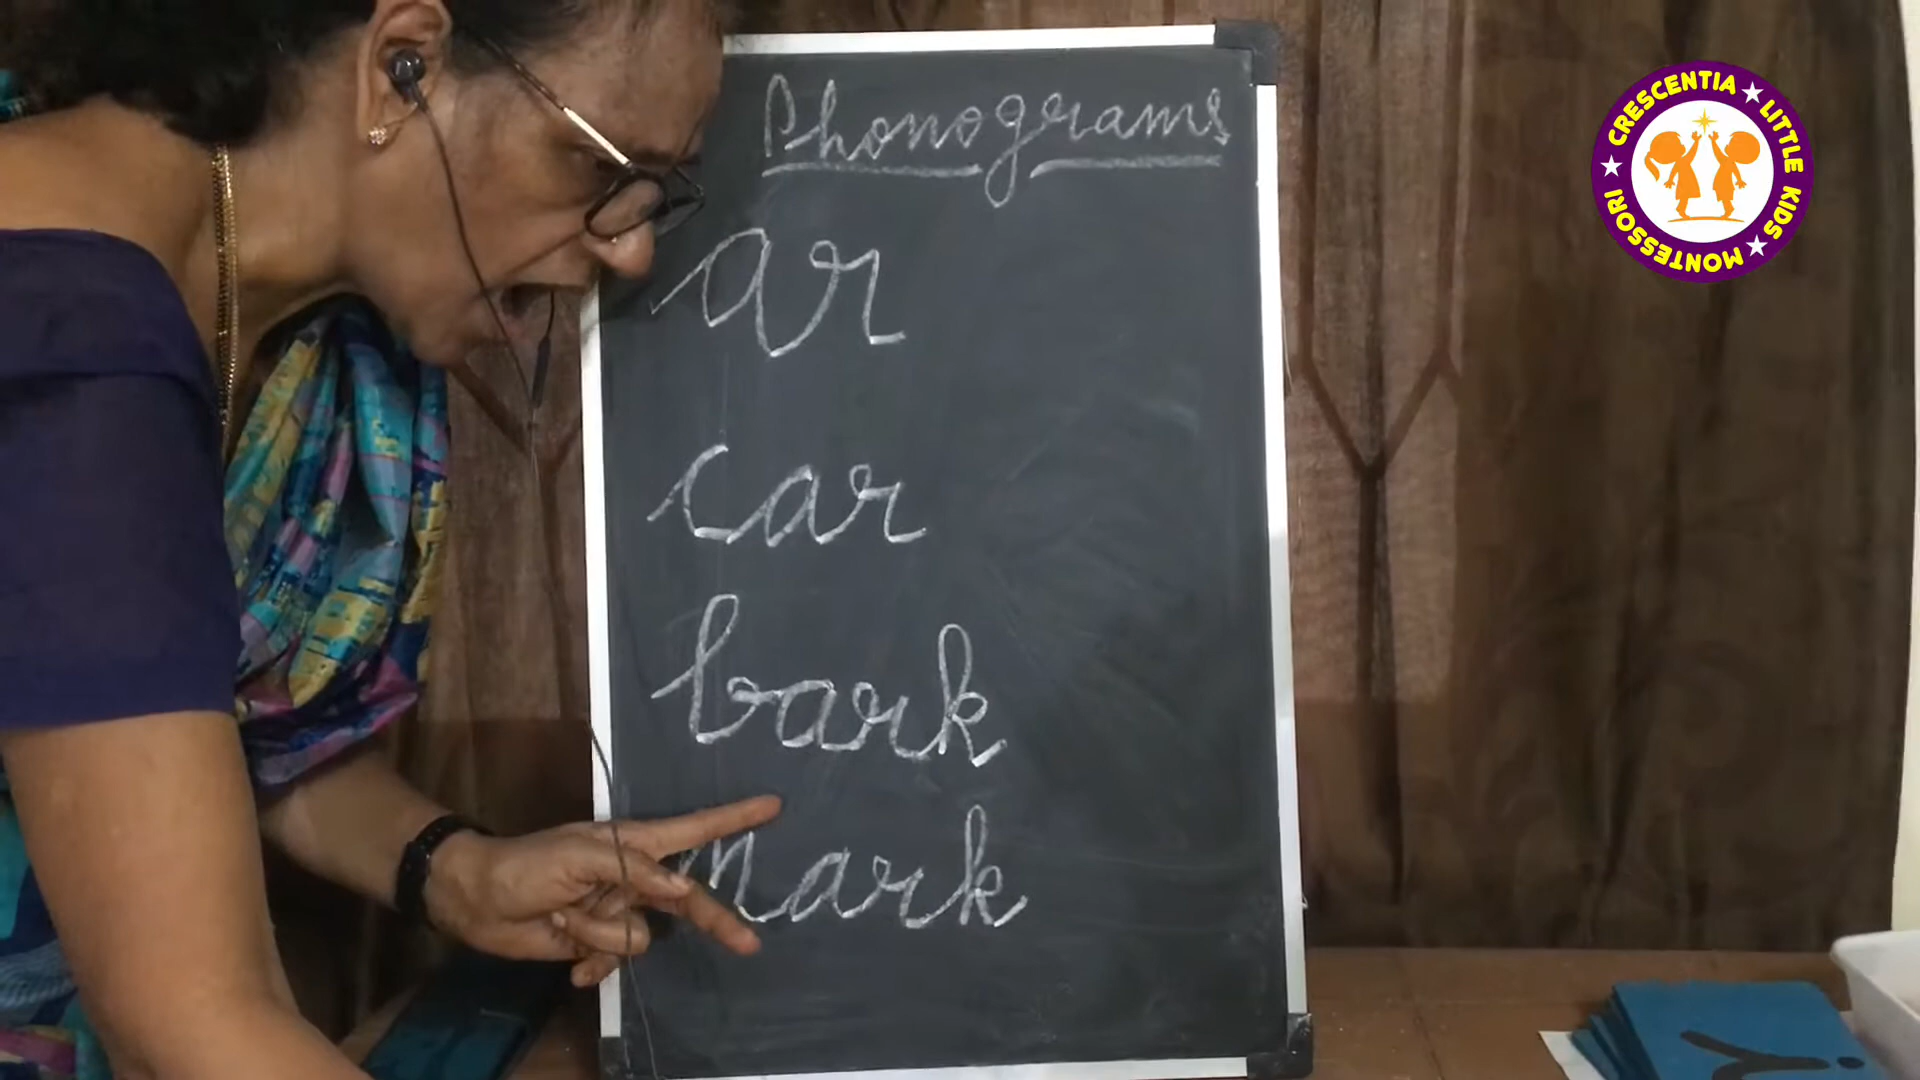 Phonograms
ar
car
bark
mark
CRESCENTIA LITTLE KIDS MONTESSORI